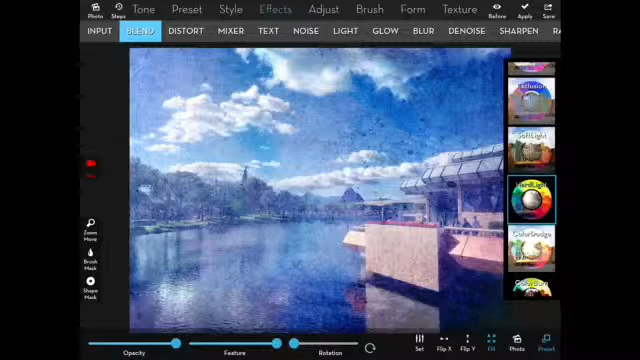 Tone Preset Style Effects Adjust Brush Form Texture
Photo Steps Before Apply Save
INPUT BLEND DISTORT MIXER TEXT NOISE LIGHT GLOW BLUR DENOISE SHARPEN
Exclusion
SoftLight
HardLight
ColorDodge
ColorBurn
Zoom
Move
Brush
Mask
Shape
Mask
Opacity Feature Rotation
Set Flip X Flip Y Fill Photo Preset